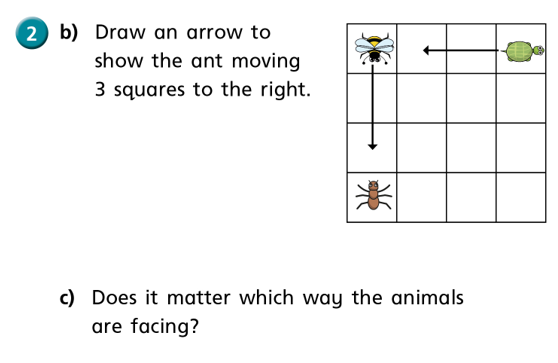 2 b) Draw an arrow to
show the ant moving
3 squares to the right.
c) Does it matter which way the animals
are facing?